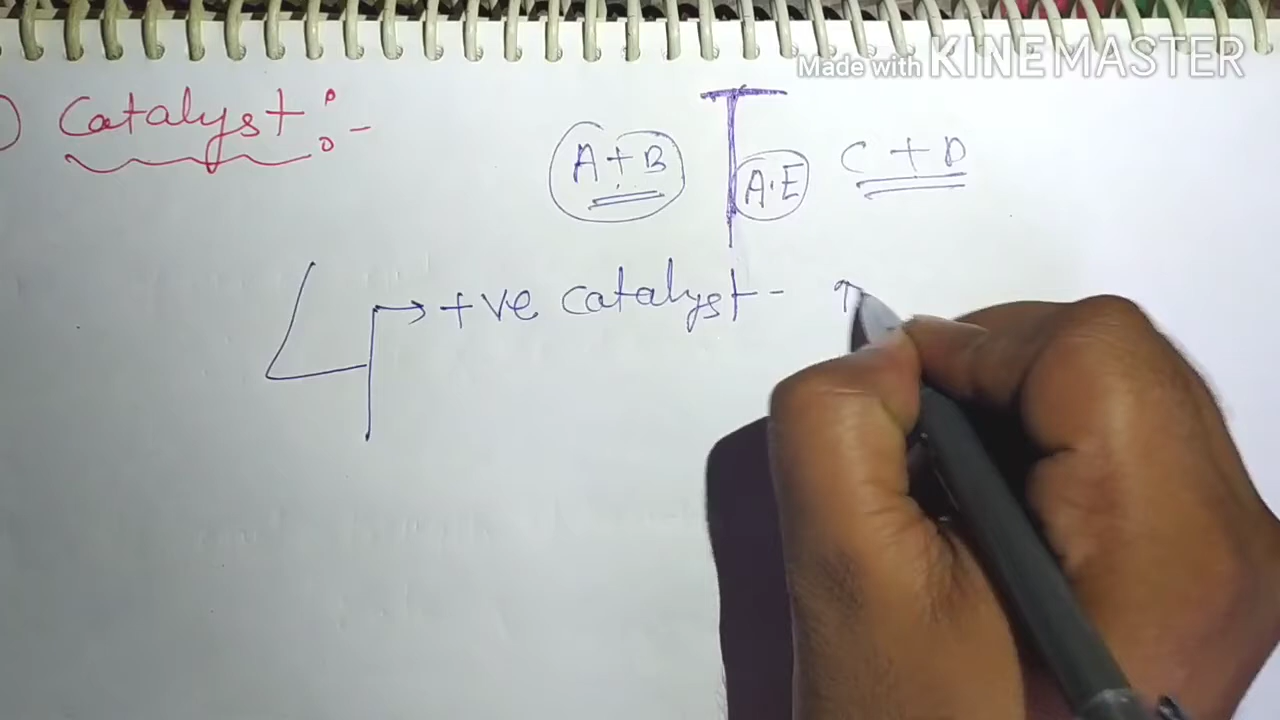 Made with KINEMASTER
) Catalyst :-
A + B A.E C + D
→ +ve catalyst -